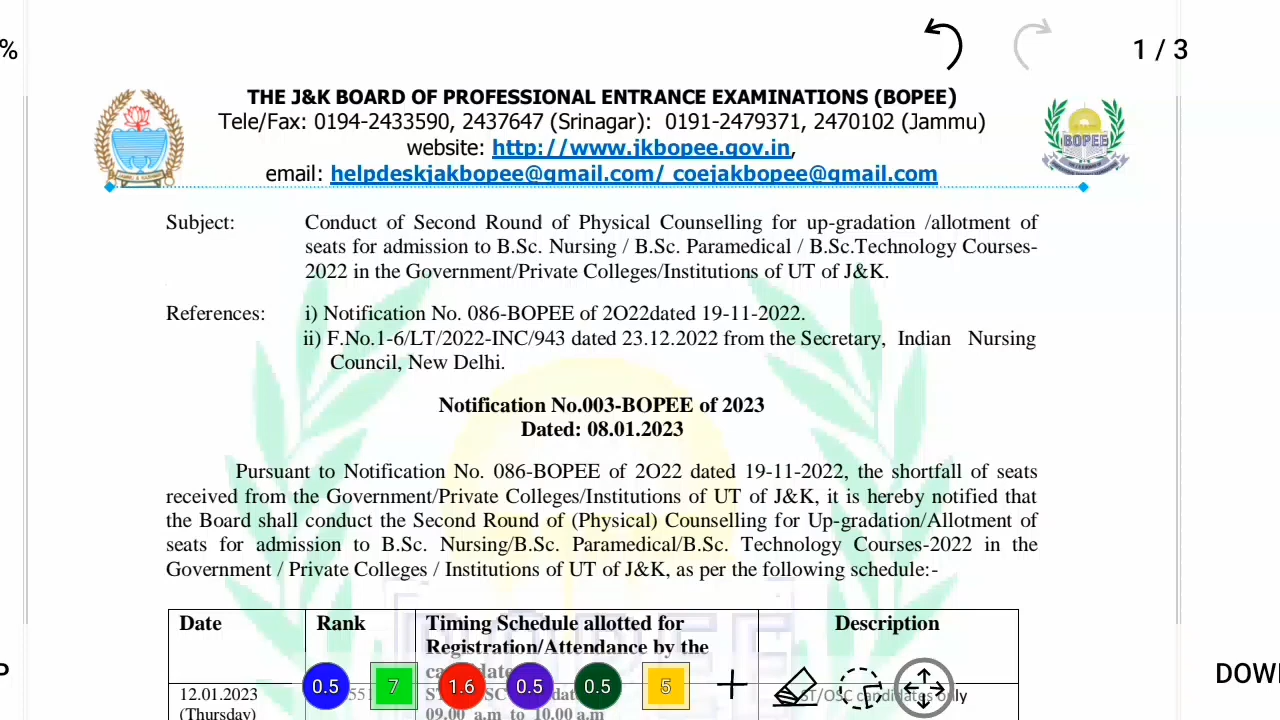 %
1 / 3
THE J&K BOARD OF PROFESSIONAL ENTRANCE EXAMINATIONS (BOPEE)
Tele/Fax: 0194-2433590, 2437647 (Srinagar): 0191-2479371, 2470102 (Jammu)
website: http://www.jkbopee.gov.in,
email: helpdeskjakbopee@gmail.com/ coejakbopee@gmail.com
BOPEE
Subject: Conduct of Second Round of Physical Counselling for up-gradation /allotment of
seats for admission to B.Sc. Nursing / B.Sc. Paramedical / B.Sc.Technology Courses-
2022 in the Government/Private Colleges/Institutions of UT of J&K.
References: i) Notification No. 086-BOPEE of 2O22dated 19-11-2022.
ii) F.No.1-6/LT/2022-INC/943 dated 23.12.2022 from the Secretary, Indian Nursing
Council, New Delhi.
Notification No.003-BOPEE of 2023
Dated: 08.01.2023
Pursuant to Notification No. 086-BOPEE of 2O22 dated 19-11-2022, the shortfall of seats
received from the Government/Private Colleges/Institutions of UT of J&K, it is hereby notified that
the Board shall conduct the Second Round of (Physical) Counselling for Up-gradation/Allotment of
seats for admission to B.Sc. Nursing/B.Sc. Paramedical/B.Sc. Technology Courses-2022 in the
Government / Private Colleges / Institutions of UT of J&K, as per the following schedule:-
Date Rank Timing Schedule allotted for Description
Registration/Attendance by the
12.01.2023 ST/OSC candidates only
(Thursday) 09.00 a.m to 10.00 a.m
0.5 7 1.6 0.5 0.5 5
DOW